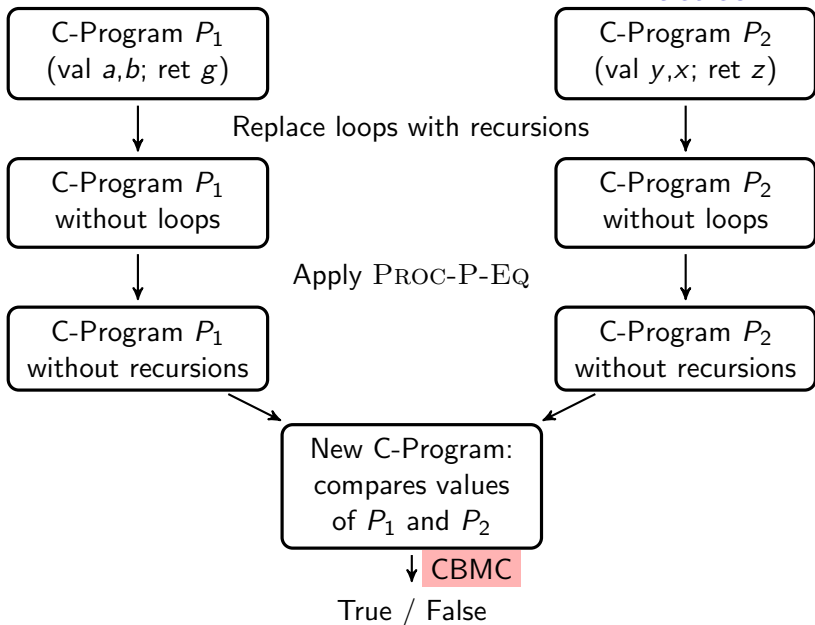 C-Program P₁
(val a,b; ret g)
C-Program P₂
(val y,x; ret z)
Replace loops with recursions
C-Program P₁
without loops
C-Program P₂
without loops
Apply PROC-P-EQ
C-Program P₁
without recursions
C-Program P₂
without recursions
New C-Program:
compares values
of P₁ and P₂
CBMC
True / False